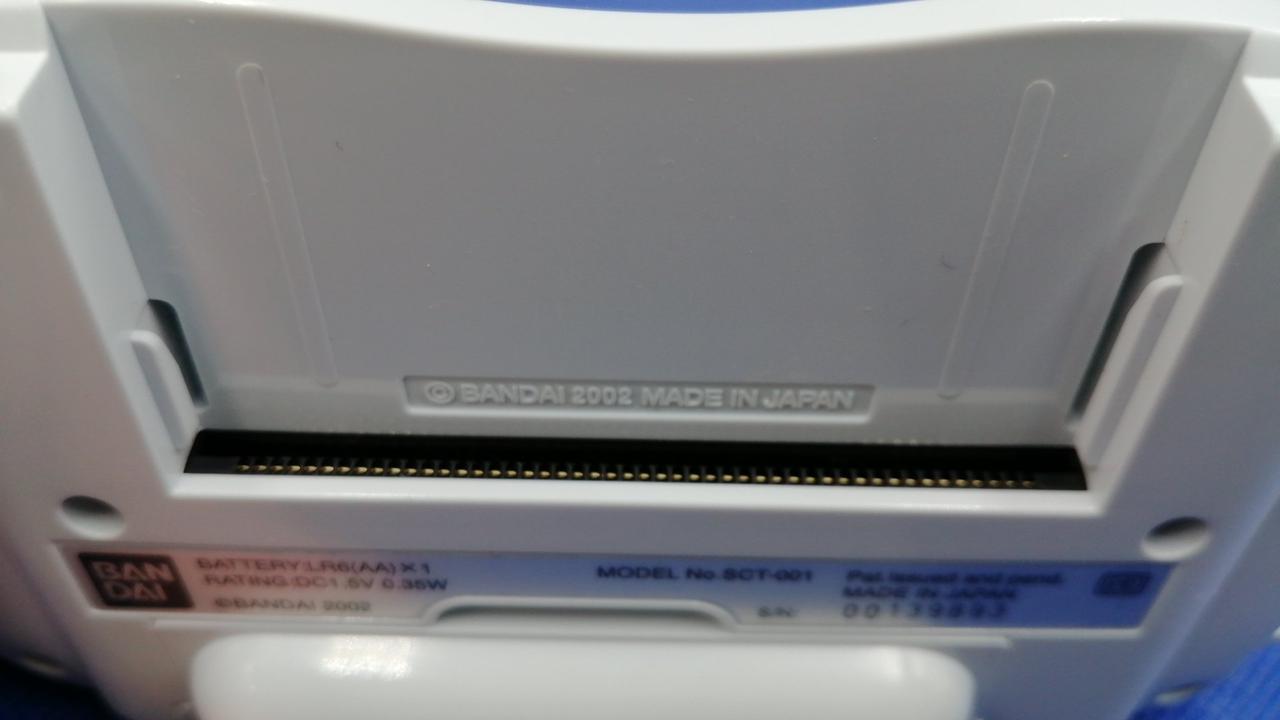 © BANDAI 2002 MADE IN JAPAN
BAN
DAI
BATTERY:LR6(AA)×1
RATING:DC1.5V 0.35W
©BANDAI 2002
MODEL No.SCT-001
Pat. issued and pend.
MADE IN JAPAN
S/N: